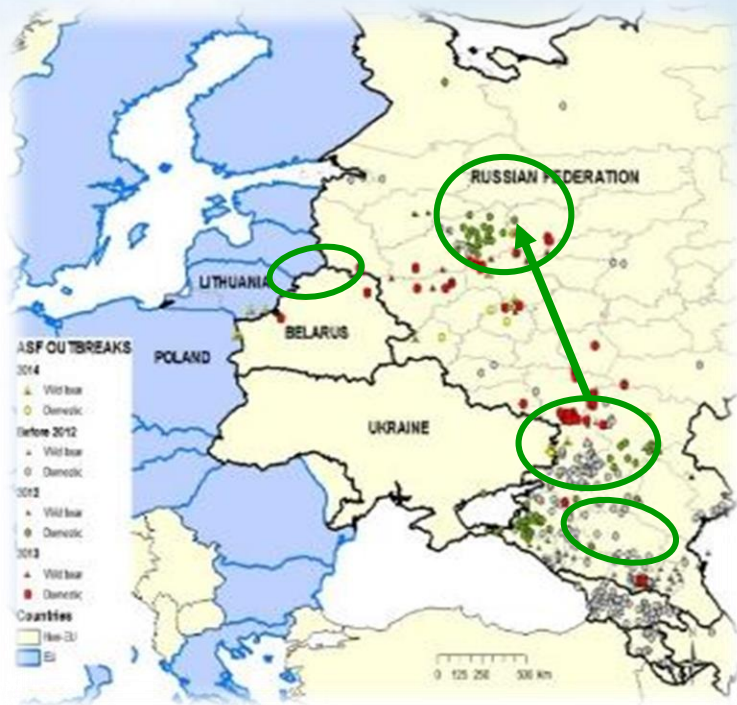 RUSSIAN FEDERATION
LITHUANIA
BELARUS
POLAND
UKRAINE
ASF OUTBREAKS
2014
Wild boar
Domestic
Before 2012
Wild boar
Domestic
2012
Wild boar
Domestic
2013
Wild boar
Domestic
Countries
Non-EU
EU
0 125 250 500 km